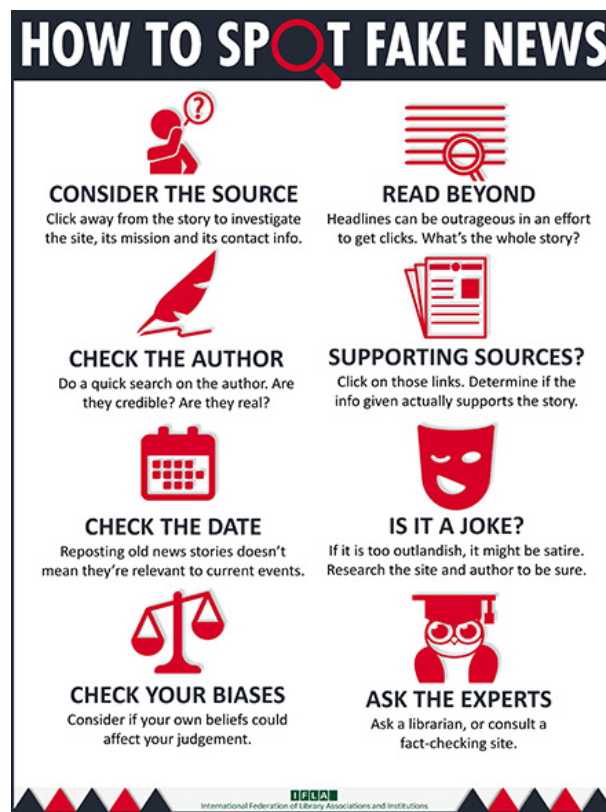 HOW TO SPOT FAKE NEWS
?
CONSIDER THE SOURCE
Click away from the story to investigate
the site, its mission and its contact info.
READ BEYOND
Headlines can be outrageous in an effort
to get clicks. What's the whole story?
CHECK THE AUTHOR
Do a quick search on the author. Are
they credible? Are they real?
SUPPORTING SOURCES?
Click on those links. Determine if the
info given actually supports the story.
CHECK THE DATE
Reposting old news stories doesn't
mean they're relevant to current events.
IS IT A JOKE?
If it is too outlandish, it might be satire.
Research the site and author to be sure.
CHECK YOUR BIASES
Consider if your own beliefs could
affect your judgement.
ASK THE EXPERTS
Ask a librarian, or consult a
fact-checking site.
IFLA
International Federation of Library Associations and Institutions